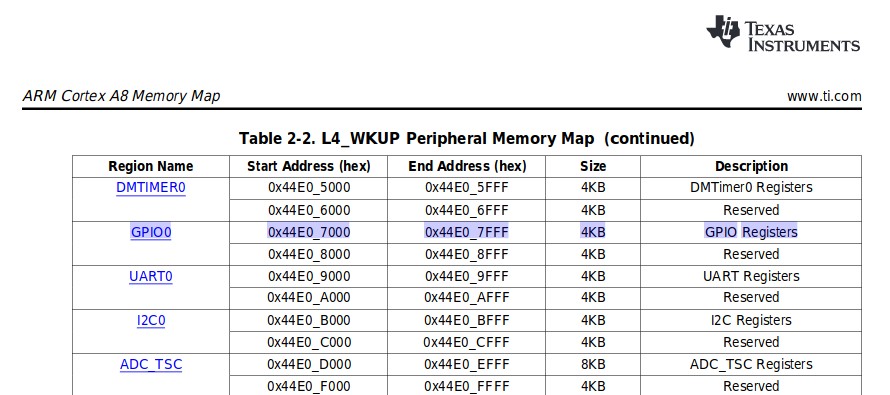 TEXAS
INSTRUMENTS
ARM Cortex A8 Memory Map www.ti.com
Table 2-2. L4_WKUP Peripheral Memory Map (continued)
Region Name Start Address (hex) End Address (hex) Size Description
DMTIMER0 0x44E0_5000 0x44E0_5FFF 4KB DMTimer0 Registers
0x44E0_6000 0x44E0_6FFF 4KB Reserved
GPIO0 0x44E0_7000 0x44E0_7FFF 4KB GPIO Registers
0x44E0_8000 0x44E0_8FFF 4KB Reserved
UART0 0x44E0_9000 0x44E0_9FFF 4KB UART Registers
0x44E0_A000 0x44E0_AFFF 4KB Reserved
I2C0 0x44E0_B000 0x44E0_BFFF 4KB I2C Registers
0x44E0_C000 0x44E0_CFFF 4KB Reserved
ADC_TSC 0x44E0_D000 0x44E0_EFFF 8KB ADC_TSC Registers
0x44E0_F000 0x44E0_FFFF 4KB Reserved